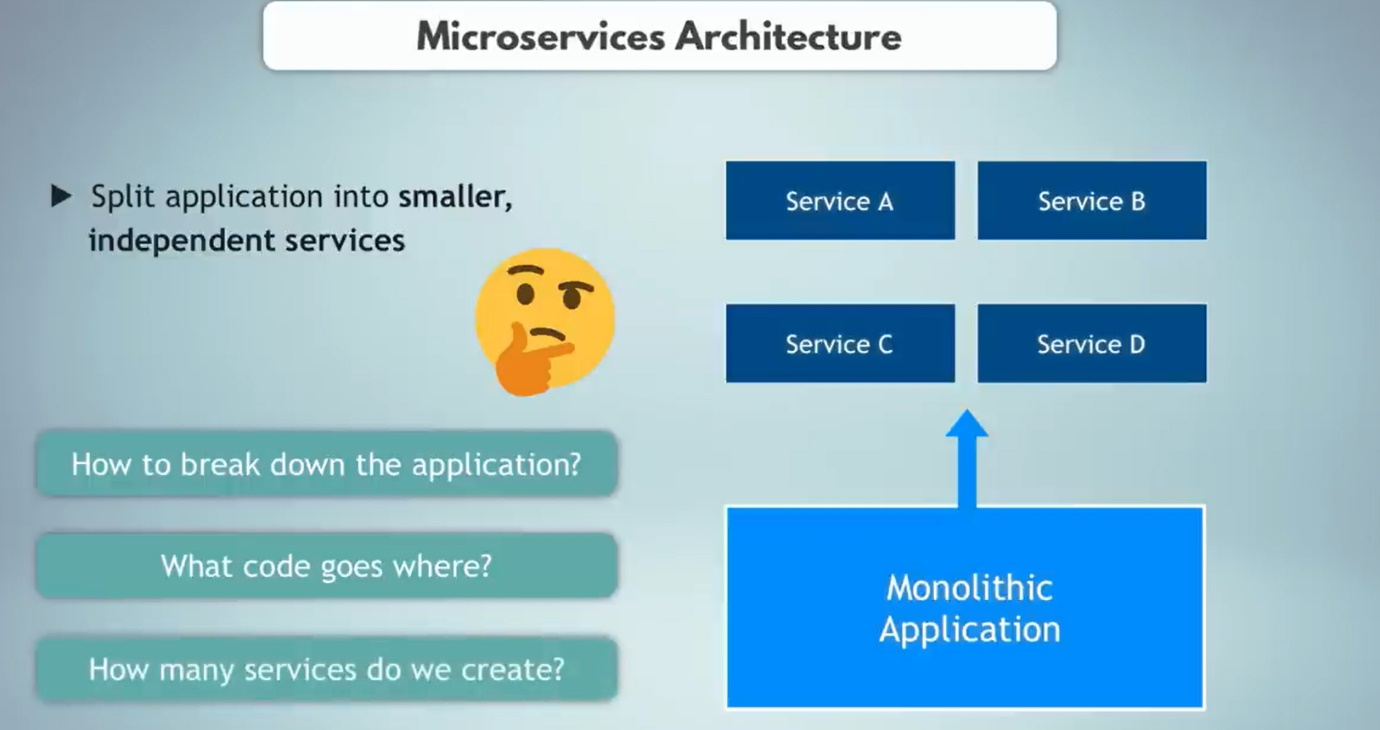 Microservices Architecture
▶ Split application into smaller,
independent services
How to break down the application?
What code goes where?
How many services do we create?
Service A
Service B
Service C
Service D
Monolithic
Application